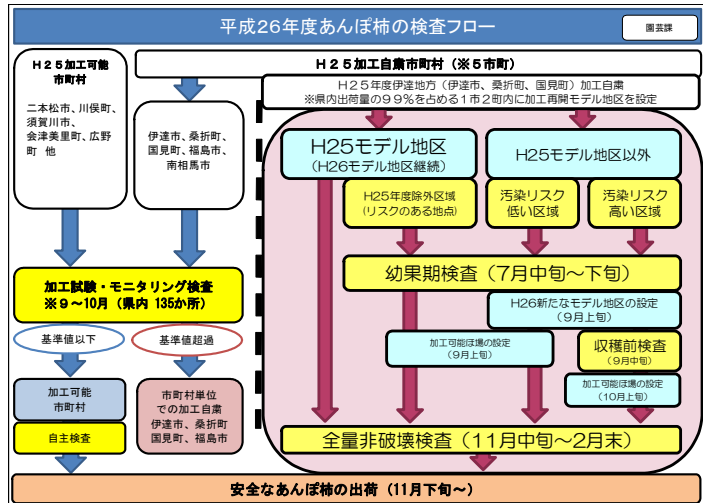 平成26年度あんぽ柿の検査フロー
園芸課
H25加工可能
市町村
二本松市、川俣町、
須賀川市、
会津美里町、広野
町 他
H25加工自粛市町村（※5市町）
伊達市、桑折町、
国見町、福島市、
南相馬市
H25年度伊達地方（伊達市、桑折町、国見町）加工自粛
※県内出荷量の99％を占める1市2町内に加工再開モデル地区を設定
H25モデル地区
（H26モデル地区継続）
H25モデル地区以外
H25年度除外区域
(リスクのある地点)
汚染リスク
低い区域
汚染リスク
高い区域
幼果期検査（7月中旬～下旬）
H26新たなモデル地区の設定
（9月上旬）
加工可能ほ場の設定
（9月上旬）
収穫前検査
（9月中旬）
加工可能ほ場の設定
（10月上旬）
全量非破壊検査（11月中旬～2月末）
加工試験・モニタリング検査
※9～10月（県内 135か所）
基準値以下
基準値超過
加工可能
市町村
自主検査
市町村単位
での加工自粛
伊達市、桑折町
国見町、福島市
安全なあんぽ柿の出荷（11月下旬～）